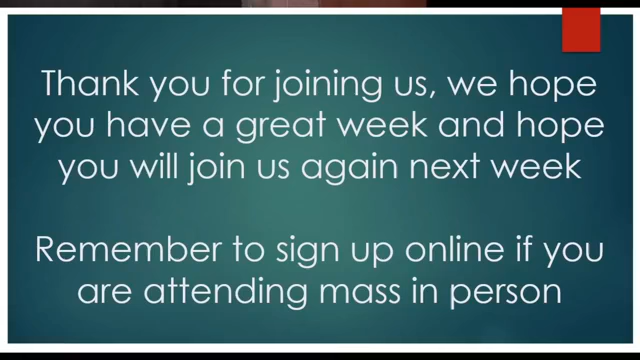 Thank you for joining us, we hope
you have a great week and hope
you will join us again next week
Remember to sign up online if you
are attending mass in person